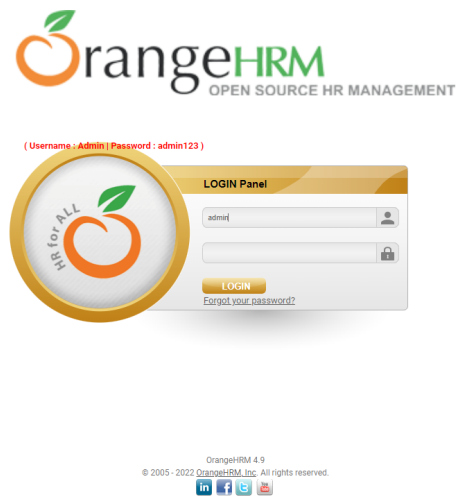 OrangeHRM
OPEN SOURCE HR MANAGEMENT
( Username : Admin | Password : admin123 )
HR for ALL
LOGIN Panel
admin
LOGIN
Forgot your password?
OrangeHRM 4.9
© 2005 - 2022 OrangeHRM, Inc. All rights reserved.
in f t You Tube